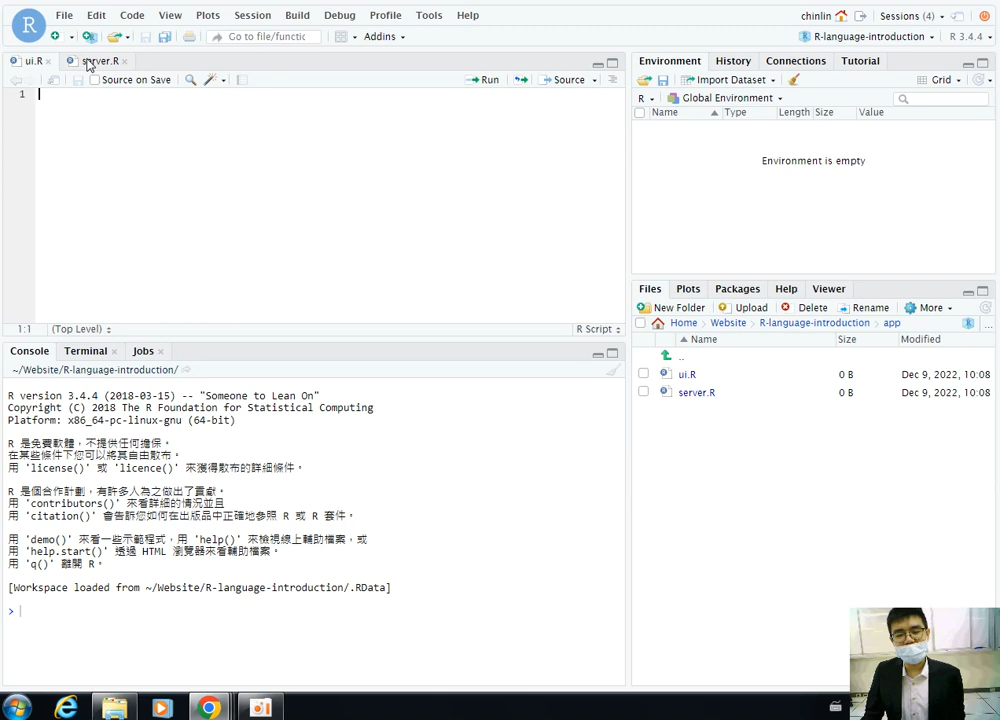 R File Edit Code View Plots Session Build Debug Profile Tools Help chinlin Sessions (4)
Go to file/functic Addins R-language-introduction R 3.4.4
ui.R × server.R ×
Source on Save Run Source
1
1:1 (Top Level) R Script
Console Terminal × Jobs ×
~/Website/R-language-introduction/
R version 3.4.4 (2018-03-15) -- "Someone to Lean On"
Copyright (C) 2018 The R Foundation for Statistical Computing
Platform: x86_64-pc-linux-gnu (64-bit)
R 是免費軟體，不提供任何擔保。
在某些條件下您可以將其自由散布。
用 'license()' 或 'licence()' 來獲得散布的詳細條件。
R 是個合作計劃，有許多人為之做出了貢獻。
用 'contributors()' 來看詳細的情況並且
用 'citation()' 會告訴您如何在出版品中正確地參照 R 或 R 套件。
用 'demo()' 來看一些示範程式，用 'help()' 來檢視線上輔助檔案，或
用 'help.start()' 透過 HTML 瀏覽器來看輔助檔案。
用 'q()' 離開 R。
[Workspace loaded from ~/Website/R-language-introduction/.RData]
>
Environment History Connections Tutorial
Import Dataset Grid
R Global Environment
Name Type Length Size Value
Environment is empty
Files Plots Packages Help Viewer
New Folder Upload Delete Rename More
Home Website R-language-introduction app ...
Name Size Modified
..
ui.R 0 B Dec 9, 2022, 10:08
server.R 0 B Dec 9, 2022, 10:08